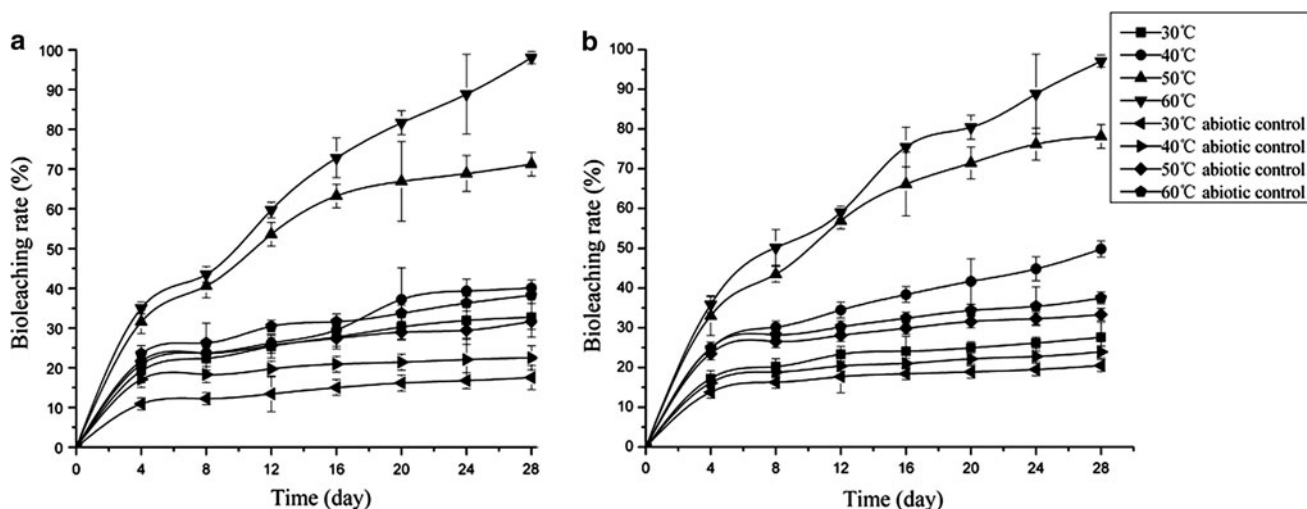 a
100
90
80
70
60
50
40
30
20
10
0
Bioleaching rate (%)
0 4 8 12 16 20 24 28
Time (day)
b
100
90
80
70
60
50
40
30
20
10
0
Bioleaching rate (%)
0 4 8 12 16 20 24 28
Time (day)
30℃
40℃
50℃
60℃
30℃ abiotic control
40℃ abiotic control
50℃ abiotic control
60℃ abiotic control